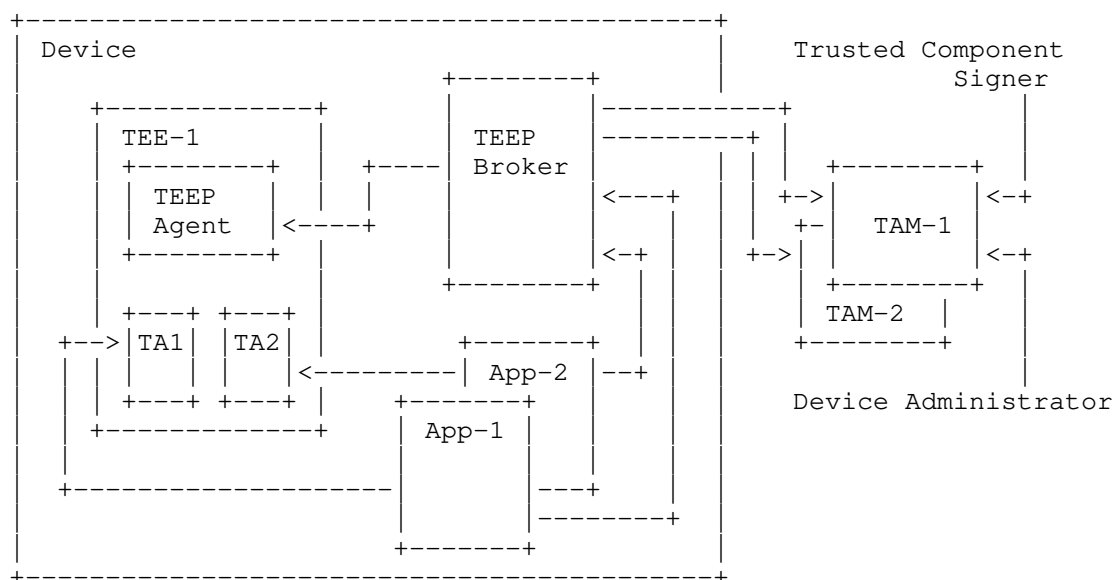 Device Trusted Component
Signer
TEE-1 TEEP
Broker
TEEP
Agent TAM-1
TAM-2
TA1 TA2
App-2
Device Administrator
App-1